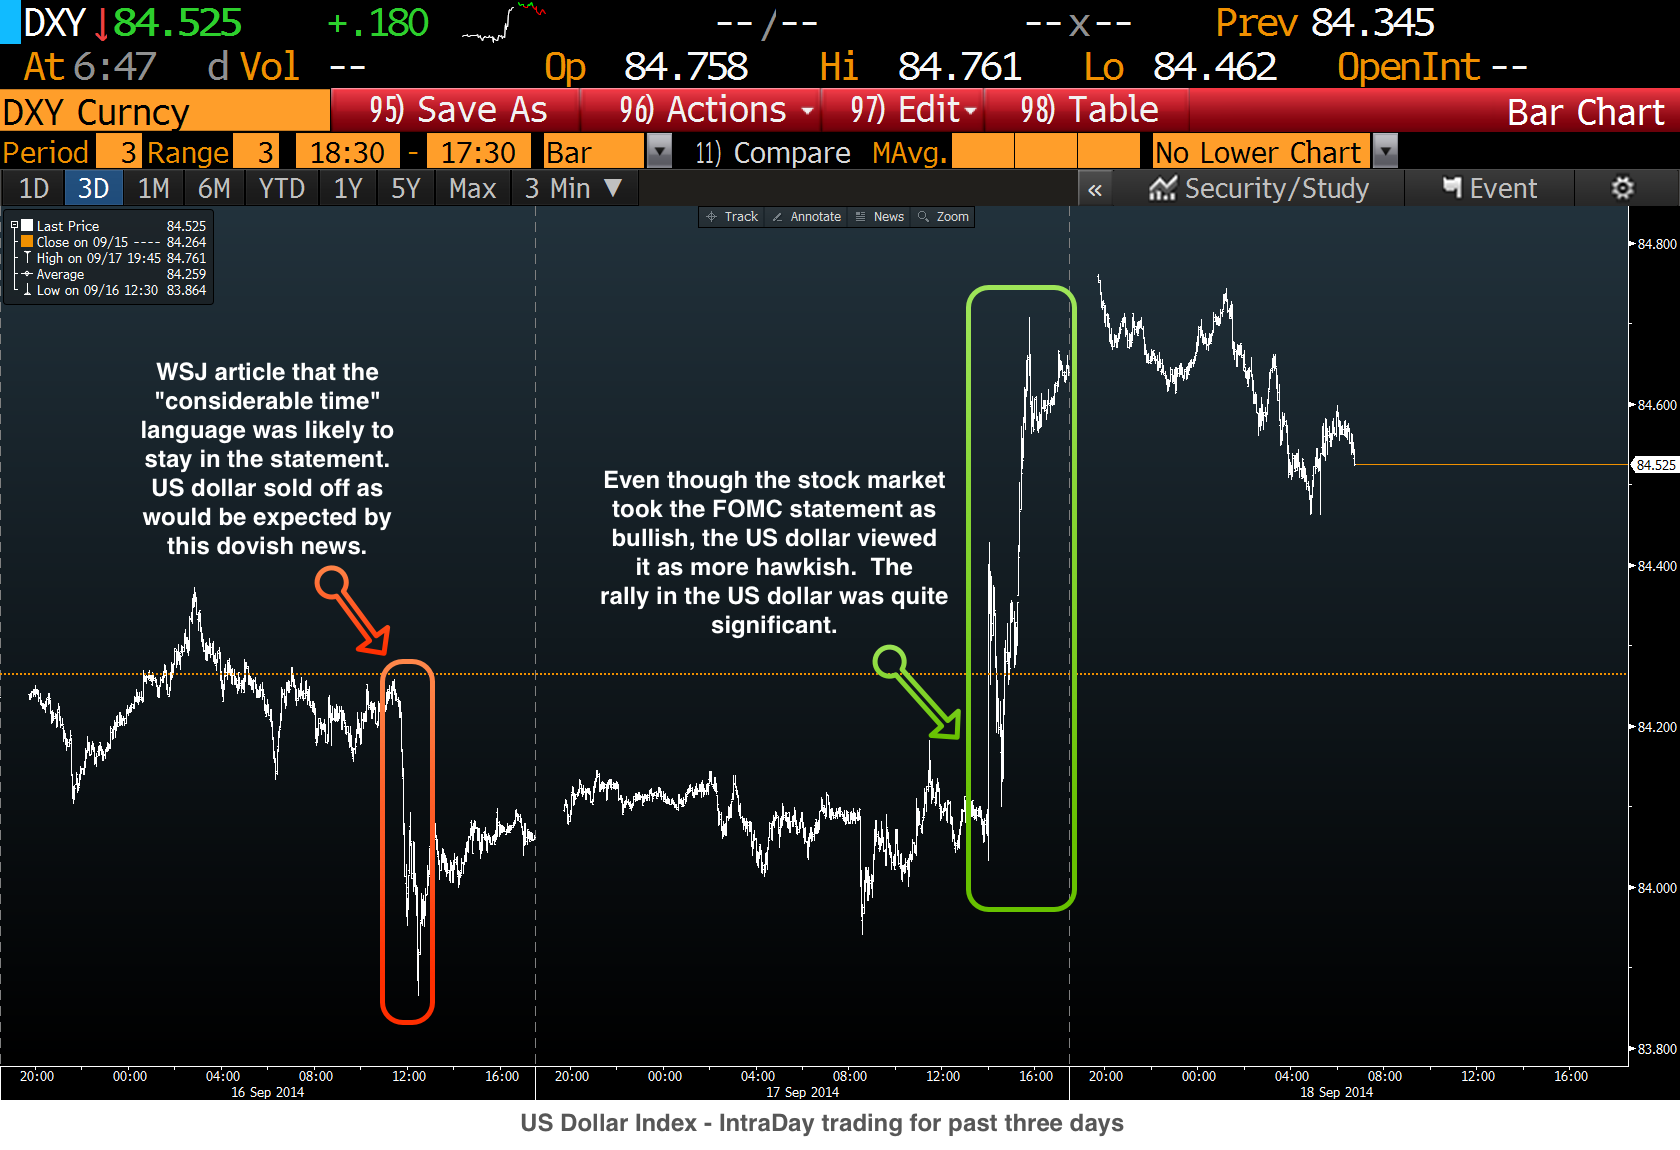 DXY ↓84.525 +.180 --/-- --x-- Prev 84.345
At 6:47 d Vol -- Op 84.758 Hi 84.761 Lo 84.462 OpenInt --
DXY Curncy 95) Save As 96) Actions 97) Edit 98) Table Bar Chart
Period 3 Range 3 18:30 - 17:30 Bar 11) Compare MAvg. No Lower Chart
1D 3D 1M 6M YTD 1Y 5Y Max 3 Min ▼ « Security/Study Event
Track Annotate News Zoom
Last Price 84.525
Close on 09/15 ---- 84.264
High on 09/17 19:45 84.761
Average 84.259
Low on 09/16 12:30 83.864
WSJ article that the
"considerable time"
language was likely to
stay in the statement.
US dollar sold off as
would be expected by
this dovish news.
Even though the stock market
took the FOMC statement as
bullish, the US dollar viewed
it as more hawkish. The
rally in the US dollar was quite
significant.
84.800
84.600
84.525
84.400
84.200
84.000
83.800
20:00 00:00 04:00 08:00 12:00 16:00 20:00 00:00 04:00 08:00 12:00 16:00 20:00 00:00 04:00 08:00 12:00 16:00
16 Sep 2014 17 Sep 2014 18 Sep 2014
US Dollar Index - IntraDay trading for past three days